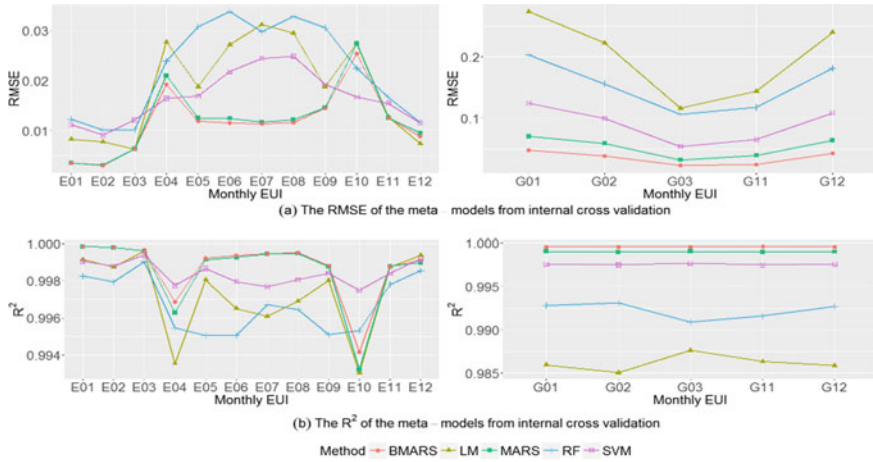 RMSE
0.03
0.02
0.01
E01 E02 E03 E04 E05 E06 E07 E08 E09 E10 E11 E12
Monthly EUI
RMSE
0.2
0.1
G01 G02 G03 G11 G12
Monthly EUI
(a) The RMSE of the meta – models from internal cross validation
R²
1.000
0.998
0.996
0.994
E01 E02 E03 E04 E05 E06 E07 E08 E09 E10 E11 E12
Monthly EUI
R²
1.000
0.995
0.990
0.985
G01 G02 G03 G11 G12
Monthly EUI
(b) The R² of the meta – models from internal cross validation
Method BMARS LM MARS RF SVM